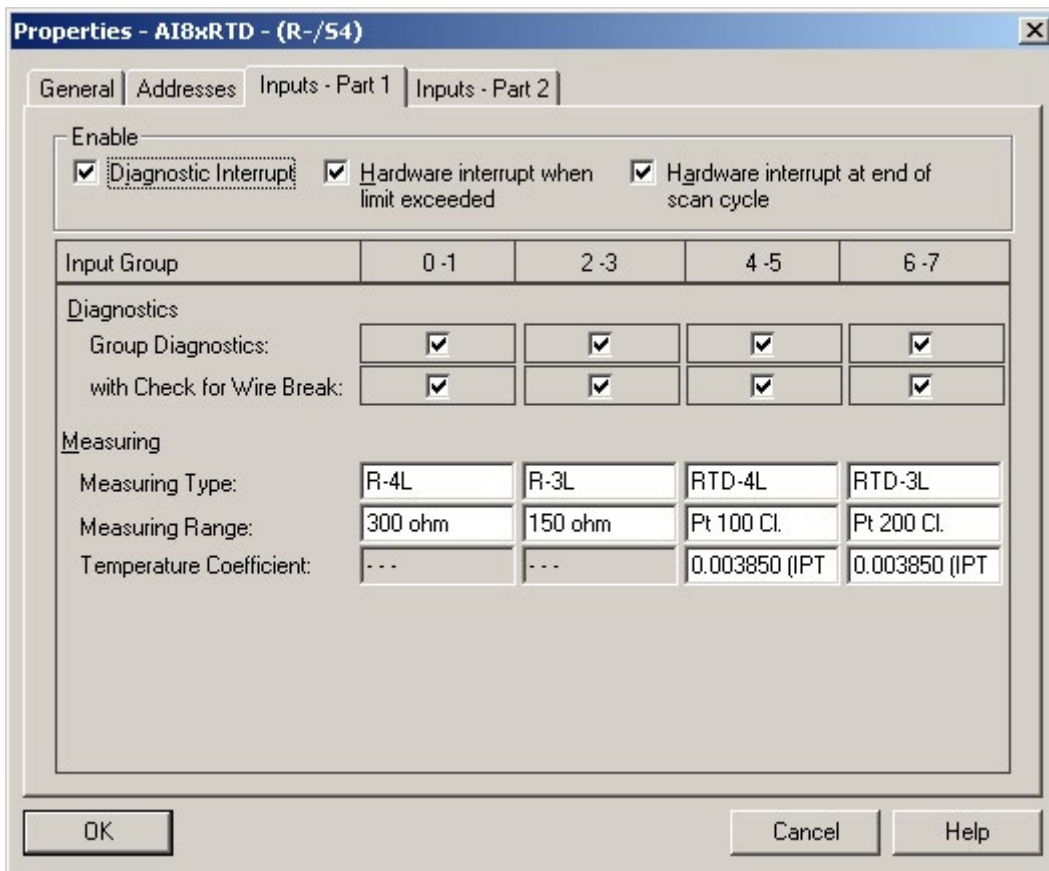 Properties - AI8xRTD - (R-/S4)
General Addresses Inputs - Part 1 Inputs - Part 2
Enable
Diagnostic Interrupt Hardware interrupt when limit exceeded Hardware interrupt at end of scan cycle
Input Group 0 -1 2 -3 4 -5 6 -7
Diagnostics
Group Diagnostics:
with Check for Wire Break:
Measuring
Measuring Type: R-4L R-3L RTD-4L RTD-3L
Measuring Range: 300 ohm 150 ohm Pt 100 Cl. Pt 200 Cl.
Temperature Coefficient: - - - - - - 0.003850 (IPT 0.003850 (IPT
OK Cancel Help